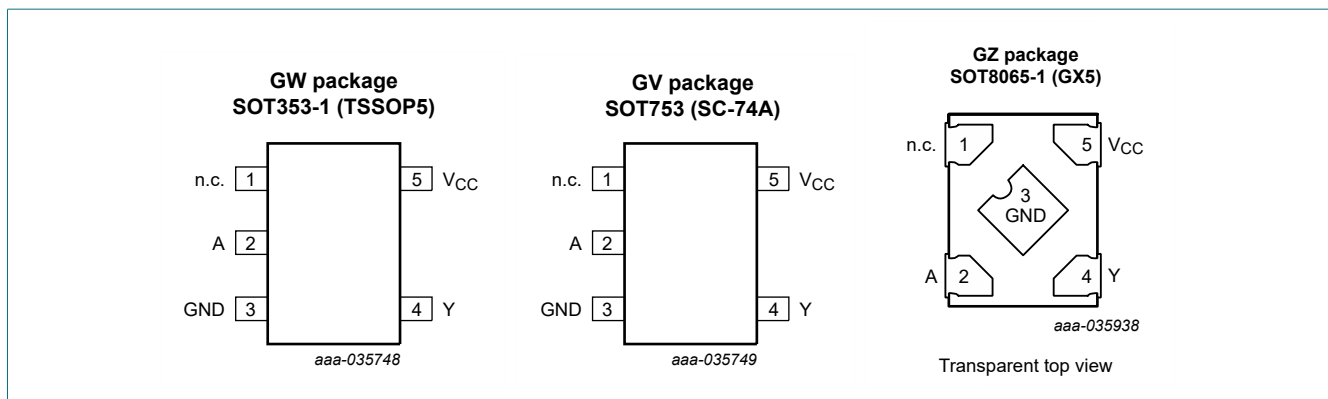 GW package
SOT353-1 (TSSOP5)
n.c. 1
5 VCC
A 2
GND 3
4 Y
aaa-035748
GV package
SOT753 (SC-74A)
n.c. 1
5 VCC
A 2
GND 3
4 Y
aaa-035749
GZ package
SOT8065-1 (GX5)
n.c. 1
5 VCC
3
GND
A 2
4 Y
aaa-035938
Transparent top view